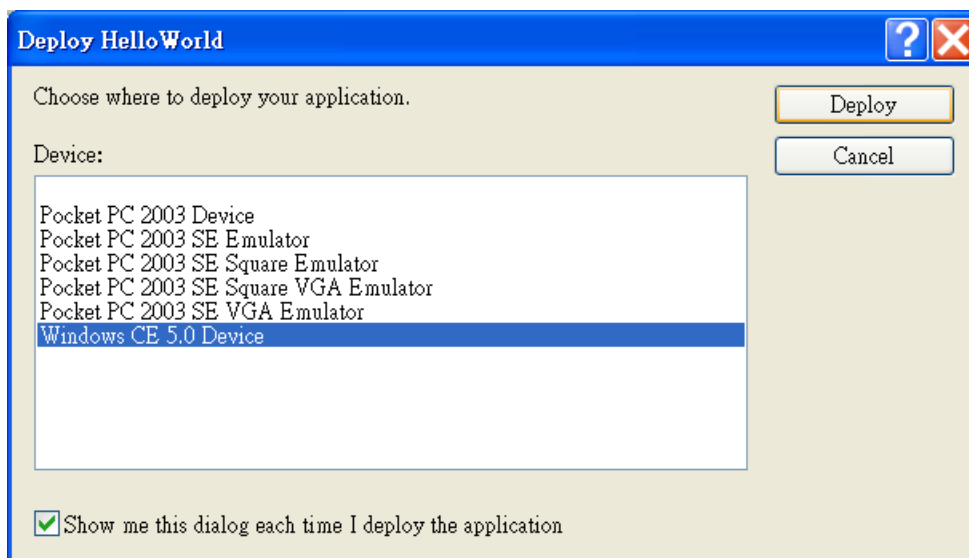 Deploy HelloWorld
Choose where to deploy your application.
Deploy
Device:
Cancel
Pocket PC 2003 Device
Pocket PC 2003 SE Emulator
Pocket PC 2003 SE Square Emulator
Pocket PC 2003 SE Square VGA Emulator
Pocket PC 2003 SE VGA Emulator
Windows CE 5.0 Device
Show me this dialog each time I deploy the application